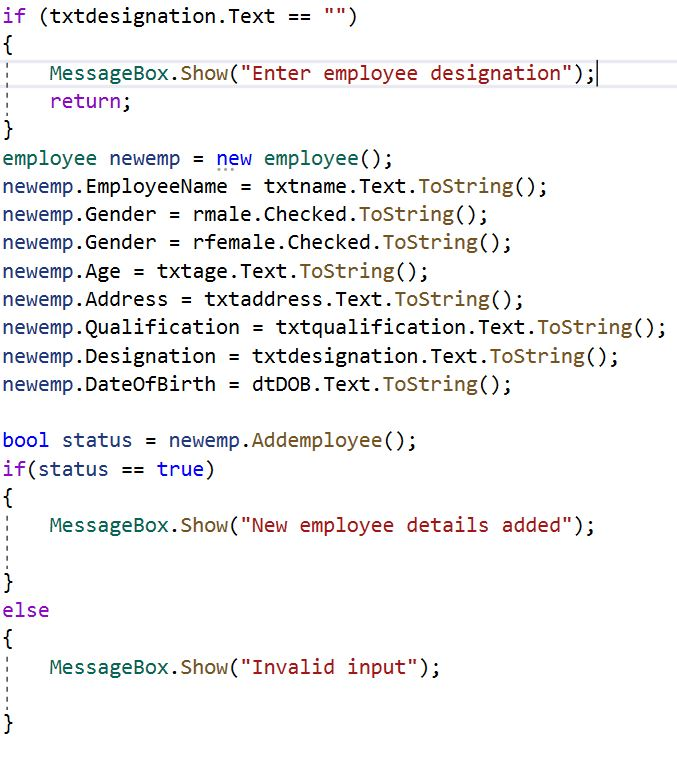 if (txtdesignation.Text == "")
{
    MessageBox.Show("Enter employee designation");
    return;
}
employee newemp = new employee();
newemp.EmployeeName = txtname.Text.ToString();
newemp.Gender = rmale.Checked.ToString();
newemp.Gender = rfemale.Checked.ToString();
newemp.Age = txtage.Text.ToString();
newemp.Address = txtaddress.Text.ToString();
newemp.Qualification = txtqualification.Text.ToString();
newemp.Designation = txtdesignation.Text.ToString();
newemp.DateOfBirth = dtDOB.Text.ToString();

bool status = newemp.Addemployee();
if(status == true)
{
    MessageBox.Show("New employee details added");

}
else
{
    MessageBox.Show("Invalid input");

}